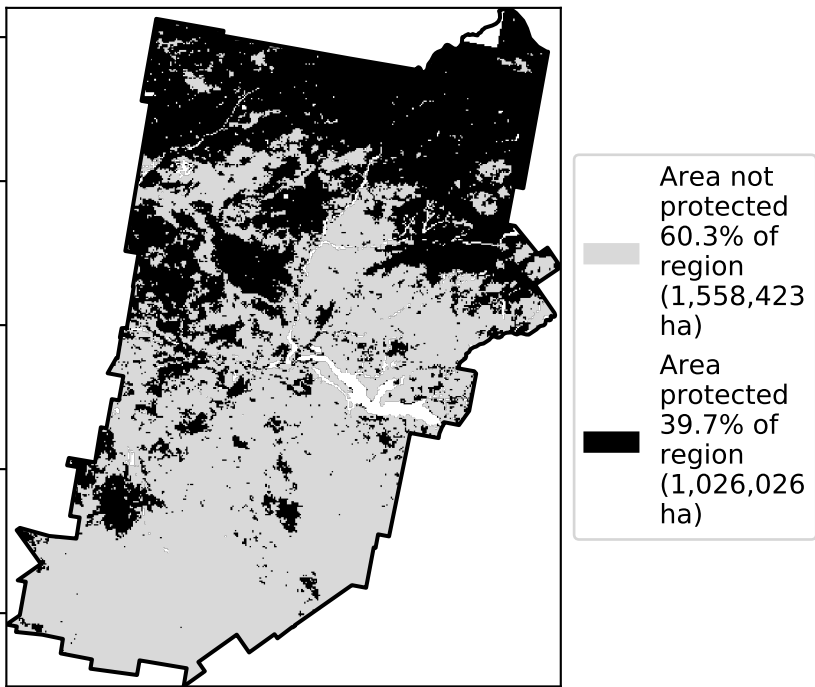 Area not
protected
60.3% of
region
(1,558,423
ha)
Area
protected
39.7% of
region
(1,026,026
ha)